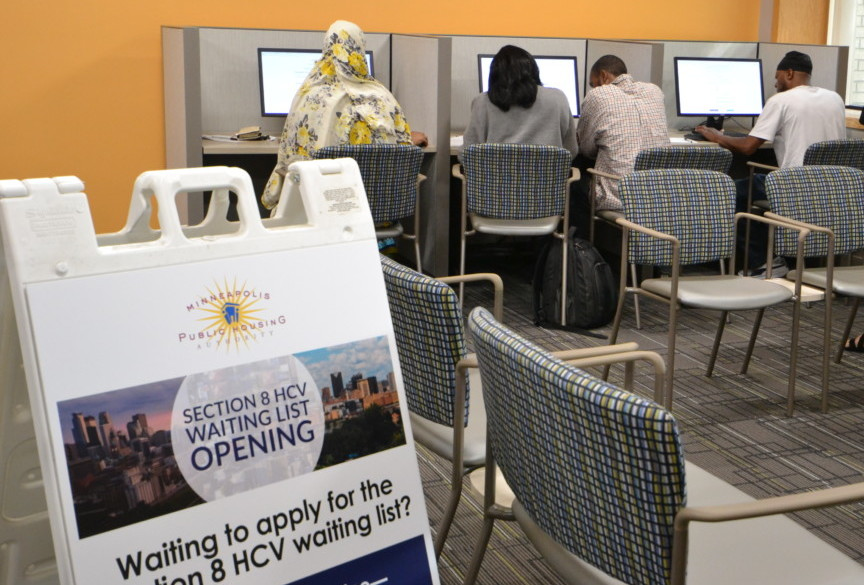 MINNEAPOLIS
PUBLIC HOUSING
AUTHORITY
SECTION 8 HCV
WAITING LIST
OPENING
Waiting to apply for the
tion 8 HCV waiting list?